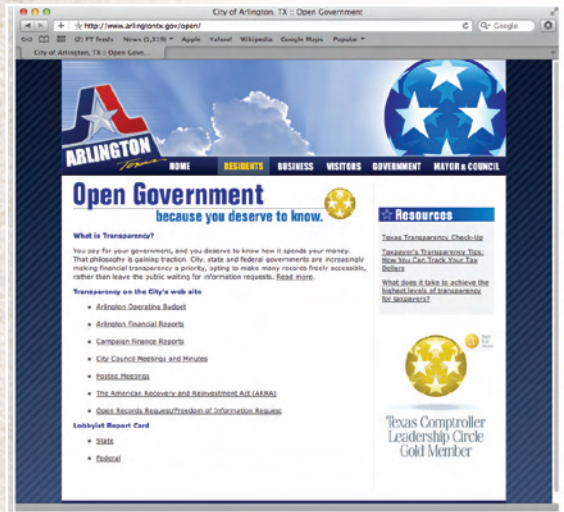 City of Arlington, TX :: Open Government
http://www.arlingtontx.gov/open/
Google
(2) FT feeds News (1,319) Apple Yahoo! Wikipedia Google Maps Popular
City of Arlington, TX :: Open Gove...
ARLINGTON
Texas
HOME RESIDENTS BUSINESS VISITORS GOVERNMENT MAYOR & COUNCIL
Open Government
because you deserve to know.
What is Transparency?
You pay for your government, and you deserve to know how it spends your money.
That philosophy is gaining traction. City, state and federal governments are increasingly
making financial transparency a priority, opting to make many records freely accessible,
rather than leave the public waiting for information requests. Read more.
Transparency on the City's web site
• Arlington Operating Budget
• Arlington Financial Reports
• Campaign Finance Reports
• City Council Meetings and Minutes
• Posted Meetings
• The American Recovery and Reinvestment Act (ARRA)
• Open Records Request/Freedom of Information Request
Lobbyist Report Card
• State
• Federal
Resources
Texas Transparency Check-Up
Taxpayer's Transparency Tips:
How You Can Track Your Tax
Dollars
What does it take to achieve the
highest levels of transparency
for taxpayers?
Texas Comptroller
Leadership Circle
Gold Member